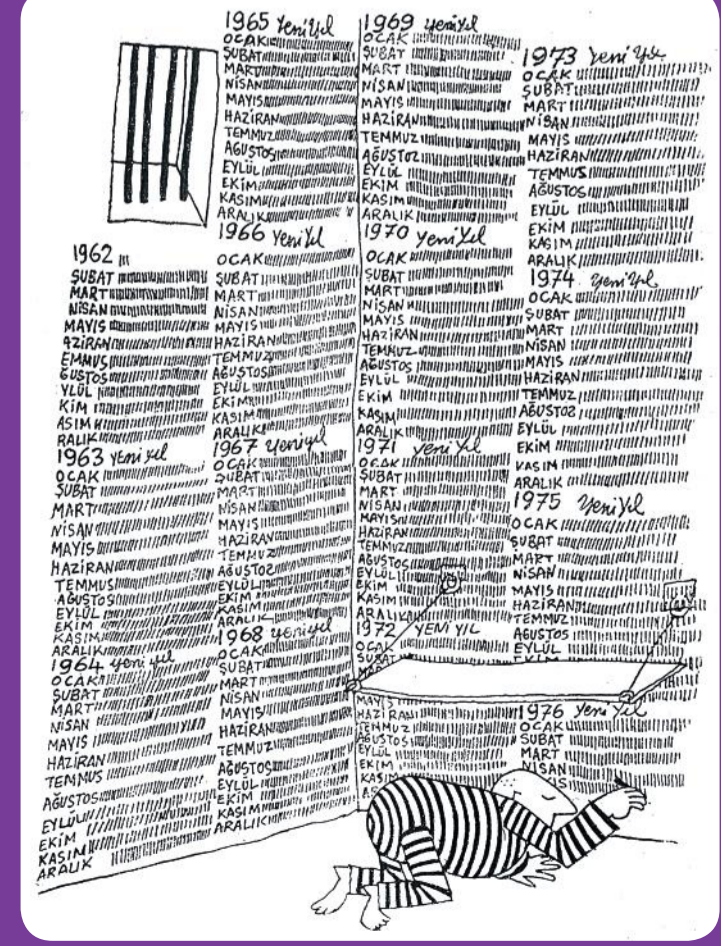 1962
ŞUBAT
MART
NİSAN
MAYIS
AZİRAN
EMMUS
GUSTOS
YLÜL
KİM
ASIM
RALIK
1963 yeni yıl
OCAK
ŞUBAT
MART
NİSAN
MAYIS
HAZİRAN
TEMMUS
AĞUSTOS
EYLÜL
EKİM
KASIM
ARALIK
1964 yeni yıl
OCAK
ŞUBAT
MART
NİSAN
MAYIS
HAZİRAN
TEMMUS
AĞUSTOS
EYLÜL
EKİM
KASIM
ARALIK
1965 Yeni Yıl
OCAK
ŞUBAT
MART
NİSAN
MAYIS
HAZİRAN
TEMMUZ
AĞUSTOS
EYLÜL
EKİM
KASIM
ARALIK
1966 Yeni Yıl
OCAK
ŞUBAT
MART
NİSAN
MAYIS
HAZİRAN
TEMMUZ
AĞUSTOS
EYLÜL
EKİM
KASIM
ARALIK
1967 Yeni yıl
OCAK
ŞUBAT
MART
NİSAN
MAYIS
HAZİRAN
TEMMUZ
AĞUSTOS
EYLÜL
EKİM
KASIM
ARALIK
1968 yeni yıl
OCAK
ŞUBAT
MART
NİSAN
MAYIS
HAZİRAN
TEMMUZ
AĞUSTOS
EYLÜL
EKİM
KASIM
ARALIK
1969 yeni yıl
OCAK
ŞUBAT
MART
NİSAN
MAYIS
HAZİRAN
TEMMUZ
AĞUSTOZ
EYLÜL
EKİM
KASIM
ARALIK
1970 yeni Yıl
OCAK
ŞUBAT
MART
NİSAN
MAYIS
HAZİRAN
TEMMUZ
AĞUSTOS
EYLÜL
EKİM
KASIM
ARALIK
1971 yeni Yıl
OCAK
ŞUBAT
MART
NİSAN
MAYIS
HAZİRAN
TEMMUZ
AĞUSTOS
EYLÜL
EKİM
KASIM
ARALIK
1972 YENİ YIL
OCAK
ŞUBAT
MAYIS
HAZİRAN
TEMMUZ
AĞUSTOS
EYLÜL
EKİM
KASIM
1973 yeni Yıl
OCAK
ŞUBAT
MART
NİSAN
MAYIS
HAZİRAN
TEMMUS
AĞUSTOS
EYLÜL
EKİM
KASIM
ARALIK
1974 Yeni Yıl
OCAK
ŞUBAT
MART
NİSAN
MAYIS
HAZİRAN
TEMMUZ
AĞUSTOS
EYLÜL
EKİM
KASIM
ARALIK
1975 Yeni Yıl
OCAK
ŞUBAT
MART
NİSAN
MAYIS
HAZİRAN
TEMMUZ
AGUSTOS
EYLÜL
1976 Yeni Yıl
OCAK
ŞUBAT
MART
NİSAN